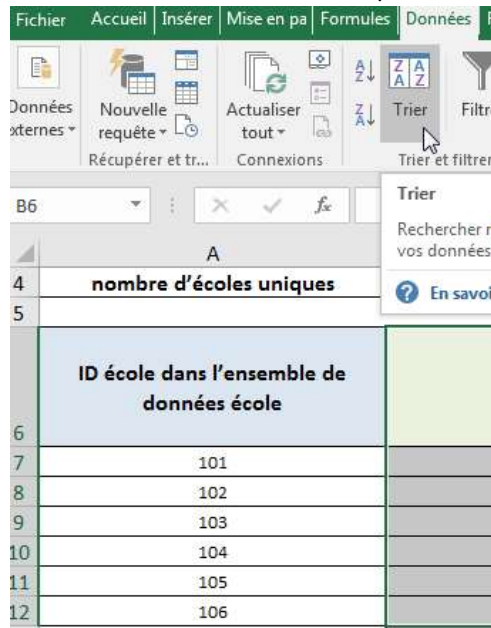 Fichier Accueil Insérer Mise en pa Formules Données
Données
externes
Nouvelle
requête
Actualiser
tout
Trier
Filtre
Récupérer et tr... Connexions Trier et filtrer
B6 fx
Trier
Rechercher r
vos données
En savoi
A
4 nombre d’écoles uniques
5
ID école dans l’ensemble de
données école
6
7 101
8 102
9 103
10 104
11 105
12 106